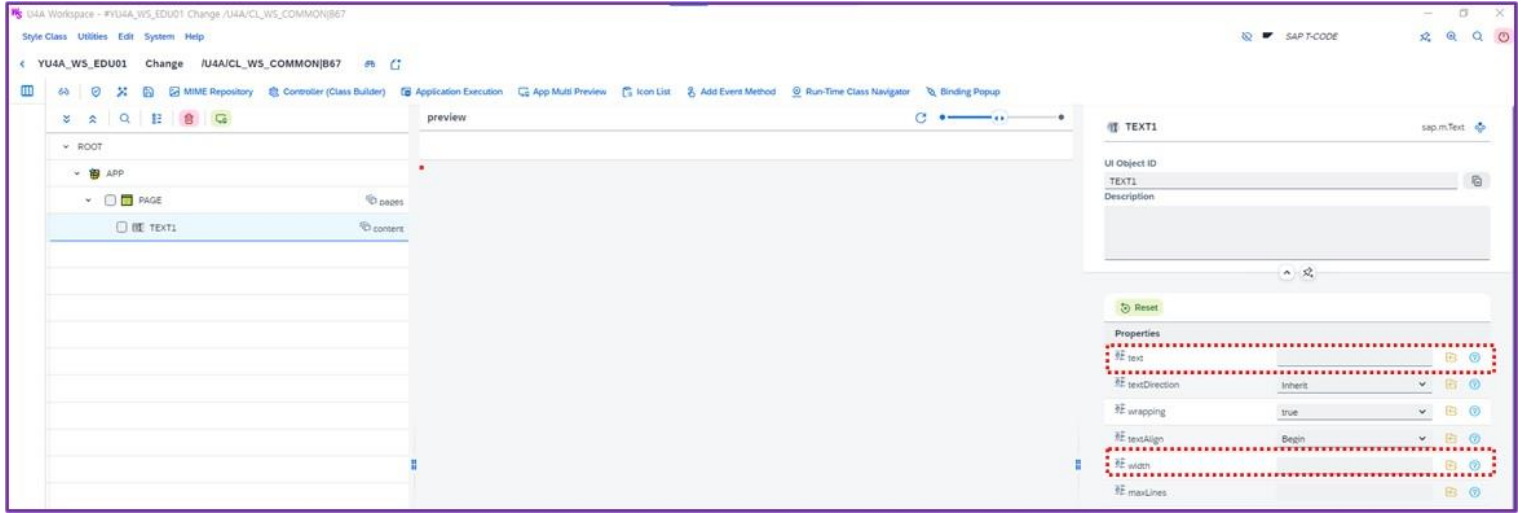 U4A Workspace - #YU4A_WS_EDU01 Change /U4A/CL_WS_COMMON|B67
Style Class Utilities Edit System Help
SAP T-CODE
YU4A_WS_EDU01 Change /U4A/CL_WS_COMMON|B67
MIME Repository Controller (Class Builder) Application Execution App Multi Preview Icon List Add Event Method Run-Time Class Navigator Binding Popup
preview
TEXT1 sap.m.Text
ROOT
UI Object ID
APP
TEXT1
PAGE pages
Description
TEXT1 content
Reset
Properties
text
textDirection Inherit
wrapping true
textAlign Begin
width
maxLines